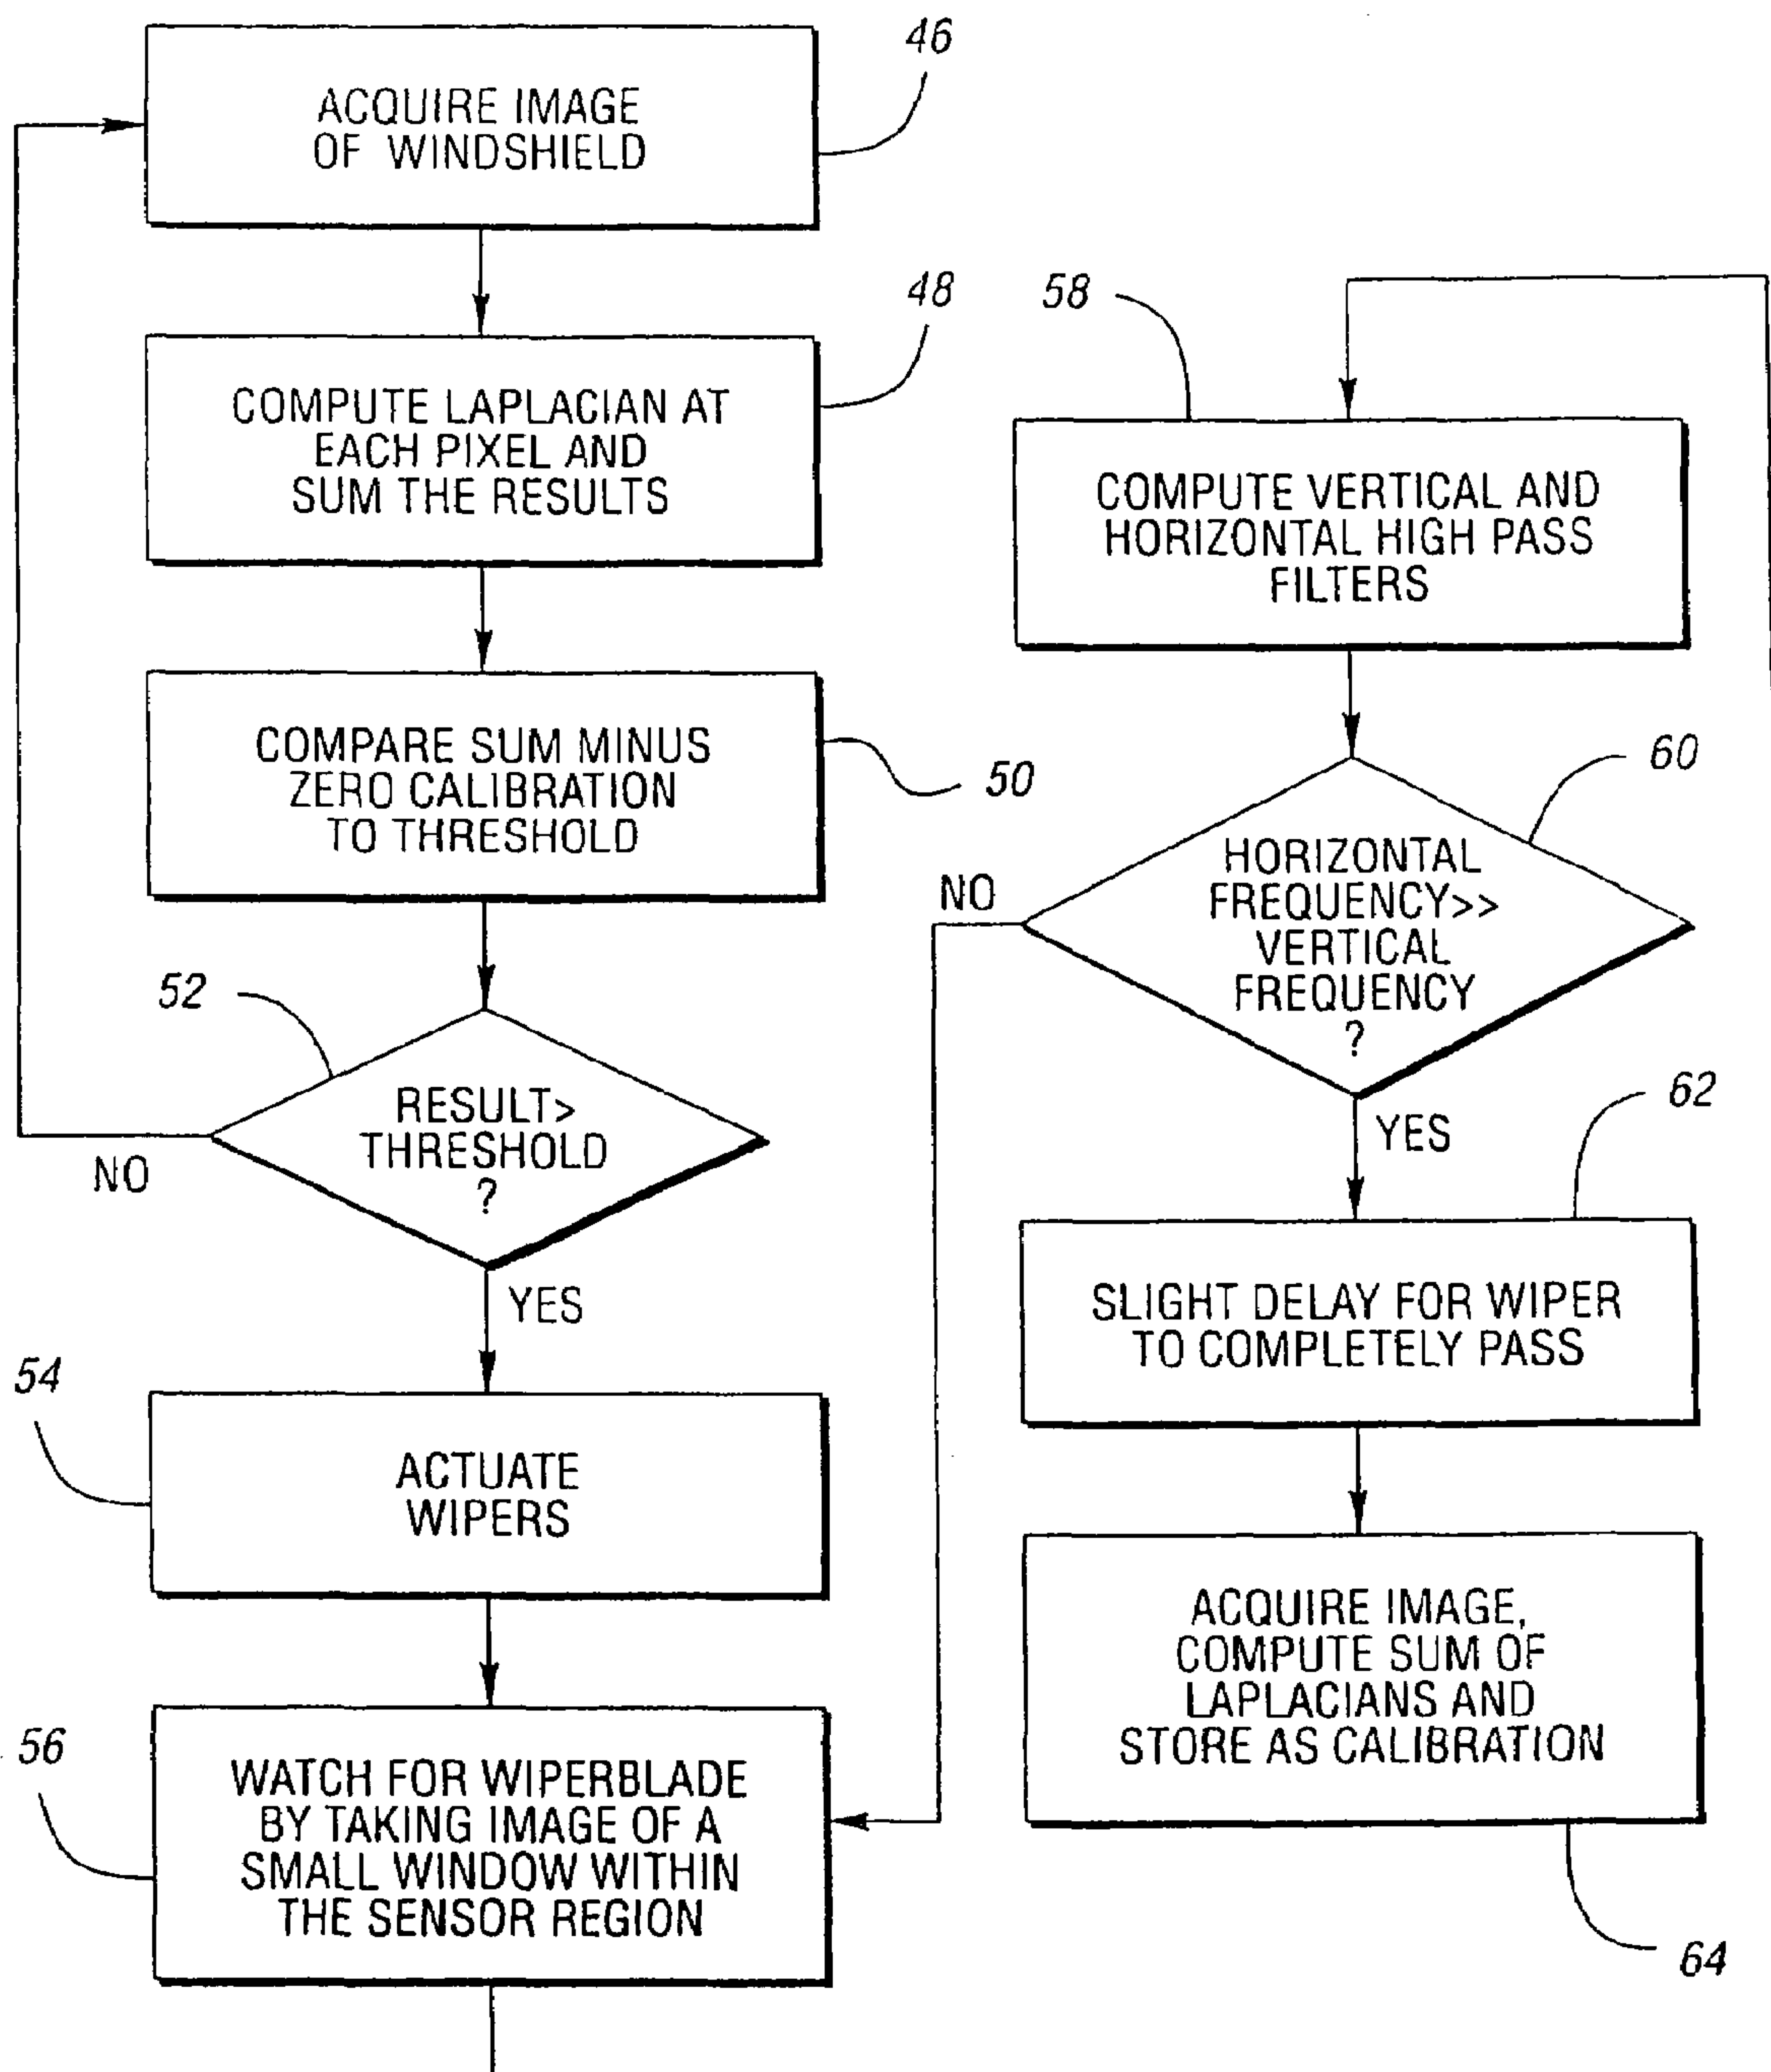 46
ACQUIRE IMAGE
OF WINDSHIELD
48
COMPUTE LAPLACIAN AT
EACH PIXEL AND
SUM THE RESULTS
50
COMPARE SUM MINUS
ZERO CALIBRATION
TO THRESHOLD
52
RESULT>
THRESHOLD
?
NO
YES
54
ACTUATE
WIPERS
56
WATCH FOR WIPERBLADE
BY TAKING IMAGE OF A
SMALL WINDOW WITHIN
THE SENSOR REGION
58
COMPUTE VERTICAL AND
HORIZONTAL HIGH PASS
FILTERS
60
HORIZONTAL
FREQUENCY>>
VERTICAL
FREQUENCY
?
NO
YES
62
SLIGHT DELAY FOR WIPER
TO COMPLETELY PASS
ACQUIRE IMAGE,
COMPUTE SUM OF
LAPLACIANS AND
STORE AS CALIBRATION
64